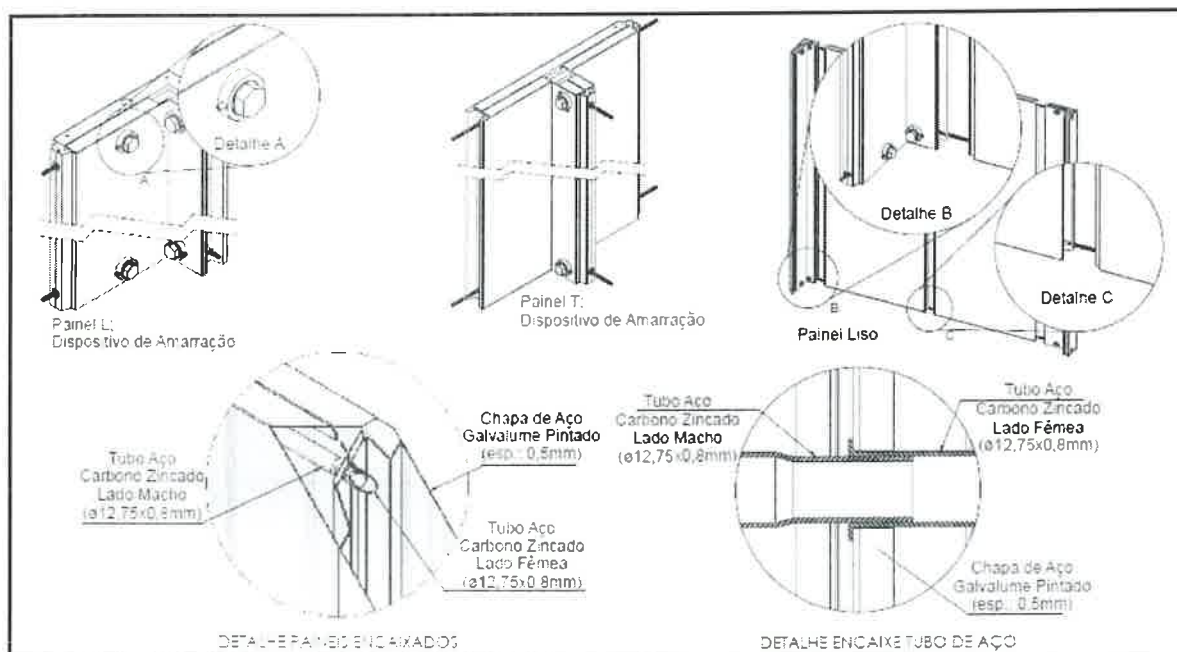 Detalhe A
A
Painel L;
Dispositivo de Amarração
Painel T;
Dispositivo de Amarração
Detalhe B
Detalhe C
B
C
Painel Liso
Tubo Aço
Carbono Zincado
Lado Macho
(ø12,75x0,8mm)
Chapa de Aço
Galvalume Pintado
(esp.: 0,5mm)
Tubo Aço
Carbono Zincado
Lado Fêmea
(ø12,75x0,8mm)
DETALHE PAINEIS ENCAIXADOS
Tubo Aço
Carbono Zincado
Lado Macho
(ø12,75x0,8mm)
Tubo Aço
Carbono Zincado
Lado Fêmea
(ø12,75x0,8mm)
Chapa de Aço
Galvalume Pintado
(esp.: 0,5mm)
DETALHE ENCAIXE TUBO DE AÇO